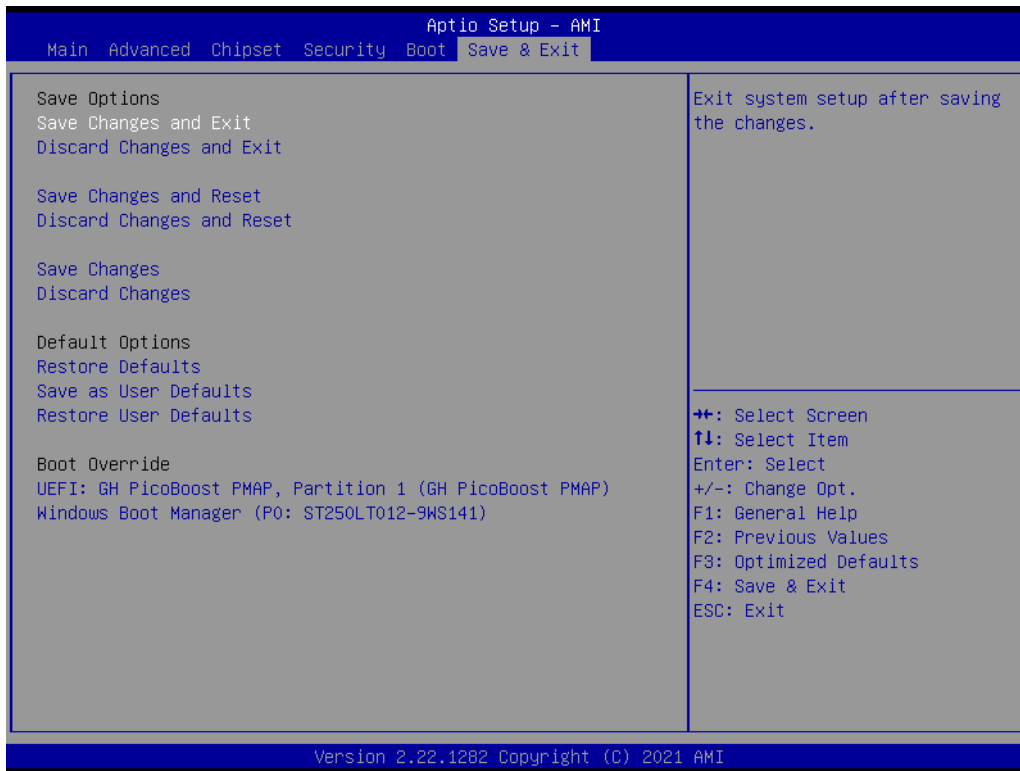 Aptio Setup – AMI
Main Advanced Chipset Security Boot Save & Exit
Save Options
Save Changes and Exit
Discard Changes and Exit
Save Changes and Reset
Discard Changes and Reset
Save Changes
Discard Changes
Default Options
Restore Defaults
Save as User Defaults
Restore User Defaults
Boot Override
UEFI: GH PicoBoost PMAP, Partition 1 (GH PicoBoost PMAP)
Windows Boot Manager (P0: ST250LT012-9WS141)
Exit system setup after saving
the changes.
→←: Select Screen
↑↓: Select Item
Enter: Select
+/-: Change Opt.
F1: General Help
F2: Previous Values
F3: Optimized Defaults
F4: Save & Exit
ESC: Exit
Version 2.22.1282 Copyright (C) 2021 AMI